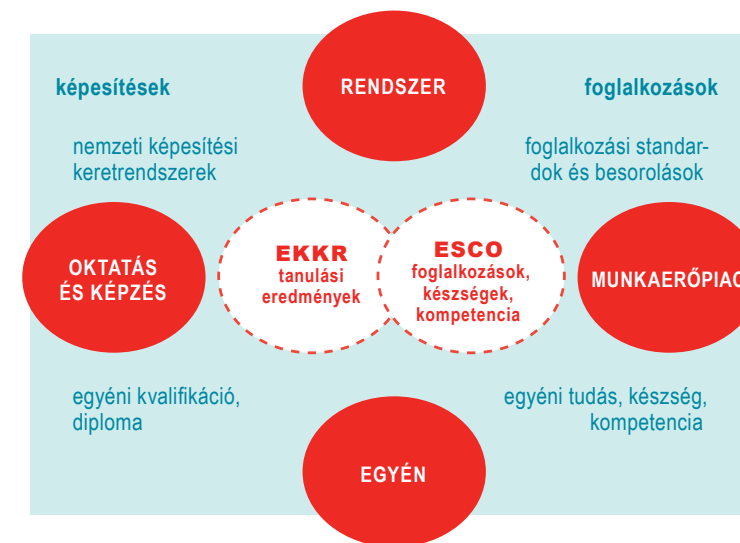 RENDSZER
képesítések
foglalkozások
nemzeti képesítési
keretrendszerek
foglalkozási standar-
dok és besorolások
OKTATÁS
ÉS KÉPZÉS
EKKR
tanulási
eredmények
ESCO
foglalkozások,
készségek,
kompetencia
MUNKAERŐPIAC
egyéni kvalifikáció,
diploma
egyéni tudás, készség,
kompetencia
EGYÉN